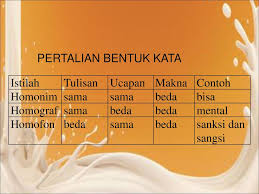 PERTALIAN BENTUK KATA
Istilah Tulisan Ucapan Makna Contoh
Homonim sama sama beda bisa
Homograf sama beda beda mental
Homofon beda sama beda sanksi dan
sangsi